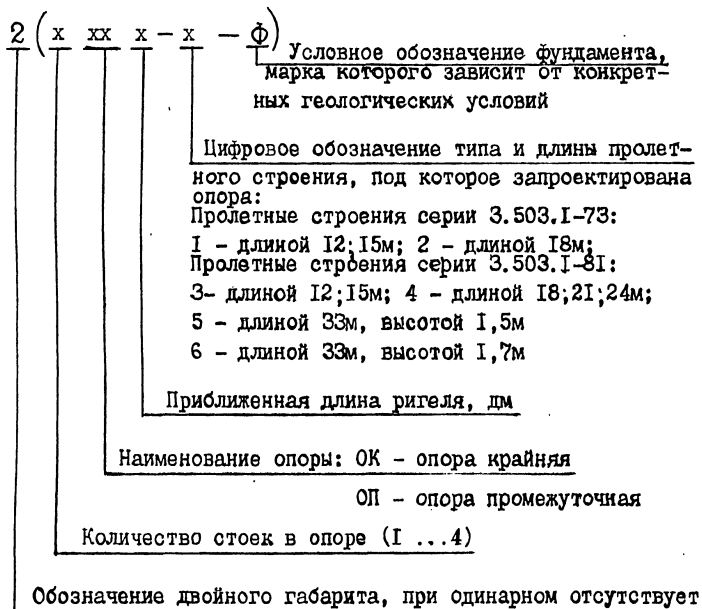 2(х хх х - х - Ф)
Условное обозначение фундамента,
марка которого зависит от конкрет-
ных геологических условий
Цифровое обозначение типа и длины пролет-
ного строения, под которое запроектирована
опора:
Пролетные строения серии 3.503.I-73:
I - длиной I2;I5м; 2 - длиной I8м;
Пролетные строения серии 3.503.I-8I:
3- длиной I2;I5м; 4 - длиной I8;2I;24м;
5 - длиной 33м, высотой I,5м
6 - длиной 33м, высотой I,7м
Приближенная длина ригеля, дм
Наименование опоры: ОК - опора крайняя
ОП - опора промежуточная
Количество стоек в опоре (I ...4)
Обозначение двойного габарита, при одинарном отсутствует